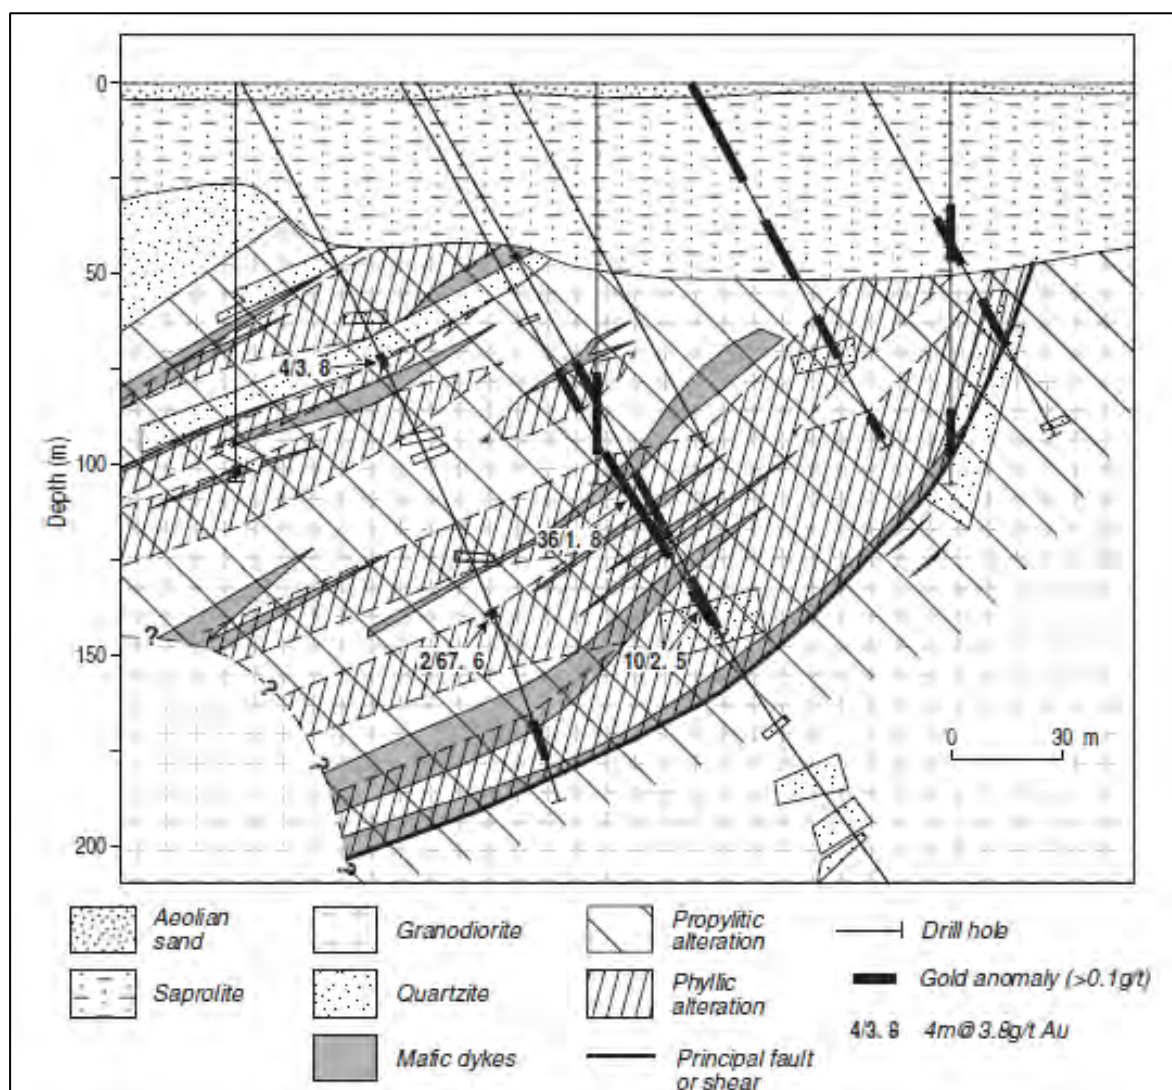 0
50
4/3. 8
100
Depth (m)
36/1. 8
?
150
2/67. 6
10/2. 5
?
0 30 m
?
200
?
Aeolian sand
Granodiorite
Propylitic alteration
Drill hole
Saprolite
Quartzite
Phyllic alteration
Gold anomaly (>0.1g/t)
4/3. 8 4m@3.8g/t Au
Mafic dykes
Principal fault or shear